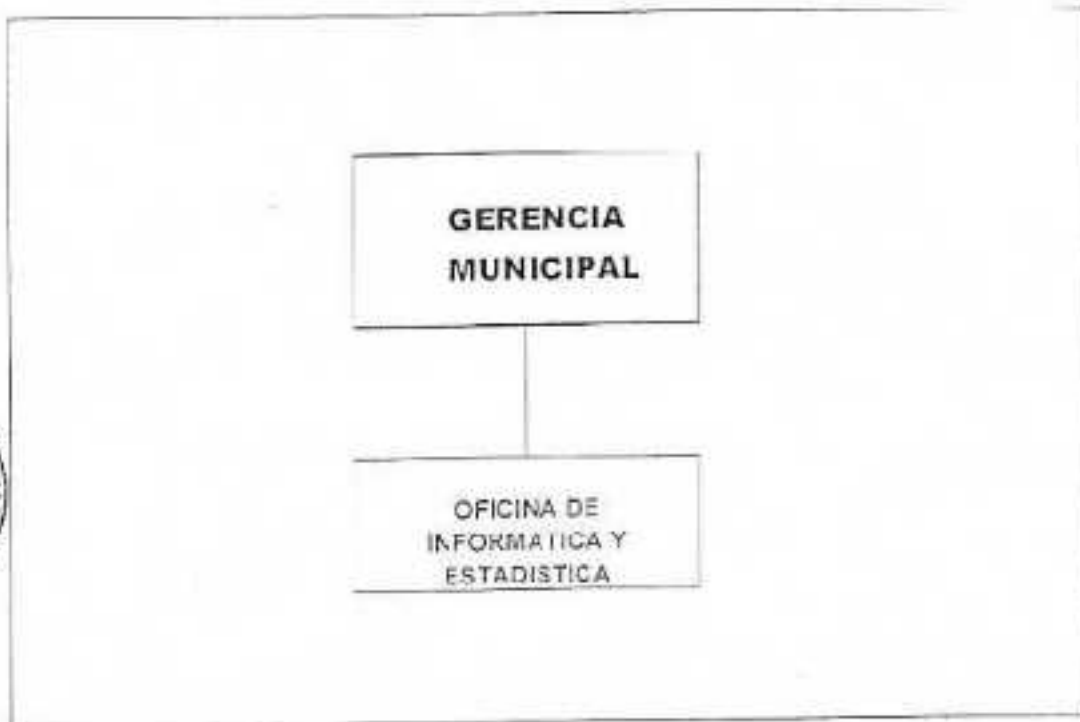 GERENCIA
MUNICIPAL
OFICINA DE
INFORMATICA Y
ESTADISTICA